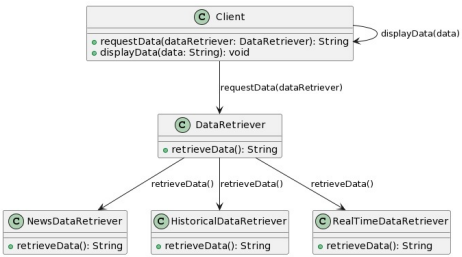 C Client
requestData(dataRetriever: DataRetriever): String
displayData(data: String): void
displayData(data)
requestData(dataRetriever)
C DataRetriever
retrieveData(): String
retrieveData()
retrieveData()
retrieveData()
C NewsDataRetriever
retrieveData(): String
C HistoricalDataRetriever
retrieveData(): String
C RealTimeDataRetriever
retrieveData(): String